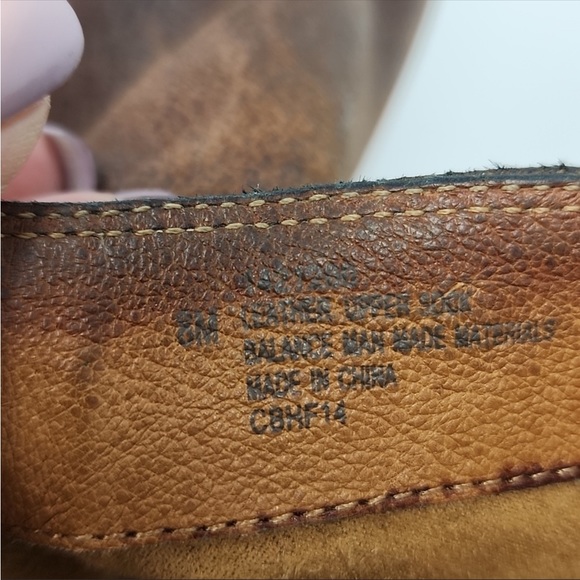 8M
LEATHER UPPER
BALANCE MAN MADE MATERIALS
MADE IN CHINA
CBHF14